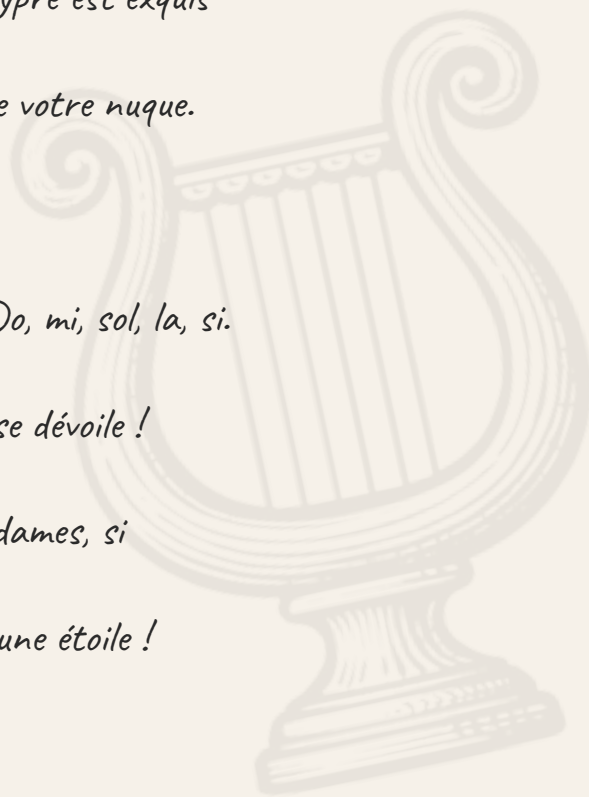 ypre est exquis
e votre nuque.
Do, mi, sol, la, si.
se dévoile !
dames, si
une étoile !